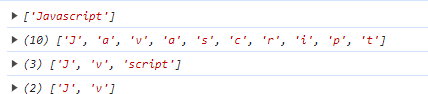 ['Javascript']
(10) ['J', 'a', 'v', 'a', 's', 'c', 'r', 'i', 'p', 't']
(3) ['J', 'v', 'script']
(2) ['J', 'v']